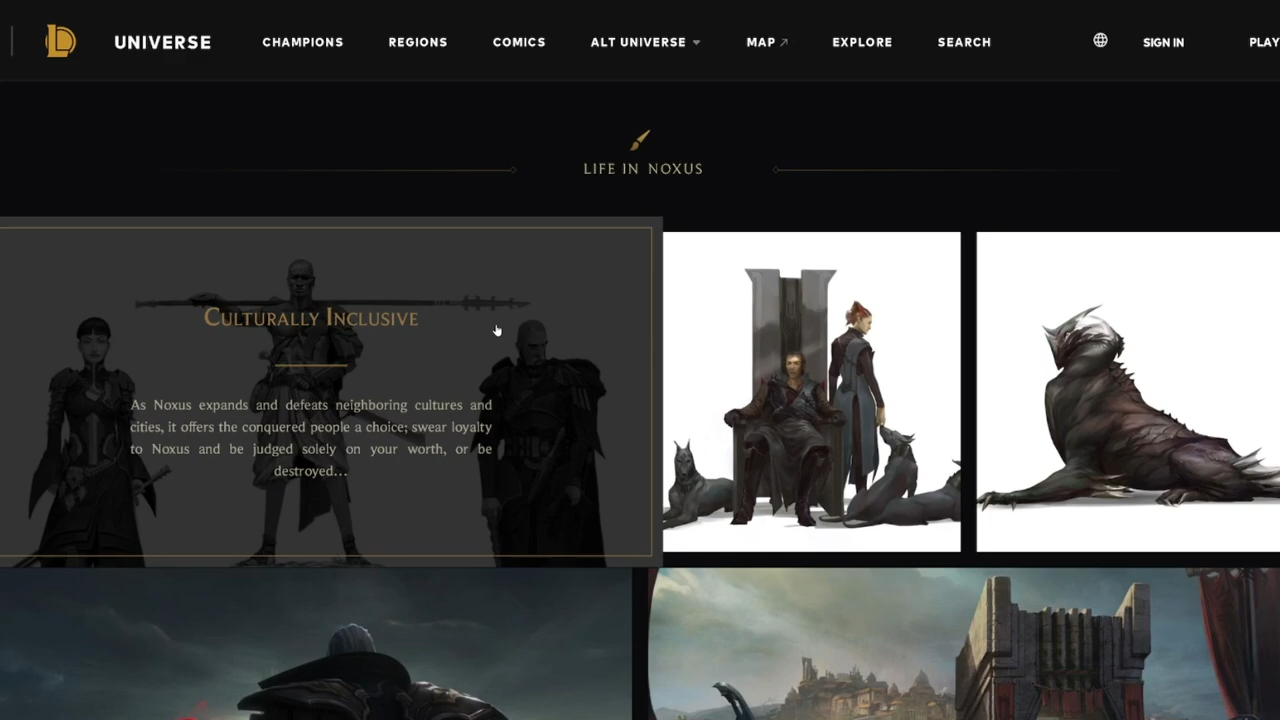 UNIVERSE CHAMPIONS REGIONS COMICS ALT UNIVERSE MAP EXPLORE SEARCH SIGN IN PLAY
LIFE IN NOXUS
CULTURALLY INCLUSIVE
As Noxus expands and defeats neighboring cultures and
cities, it offers the conquered people a choice; swear loyalty
to Noxus and be judged solely on your worth, or be
destroyed...